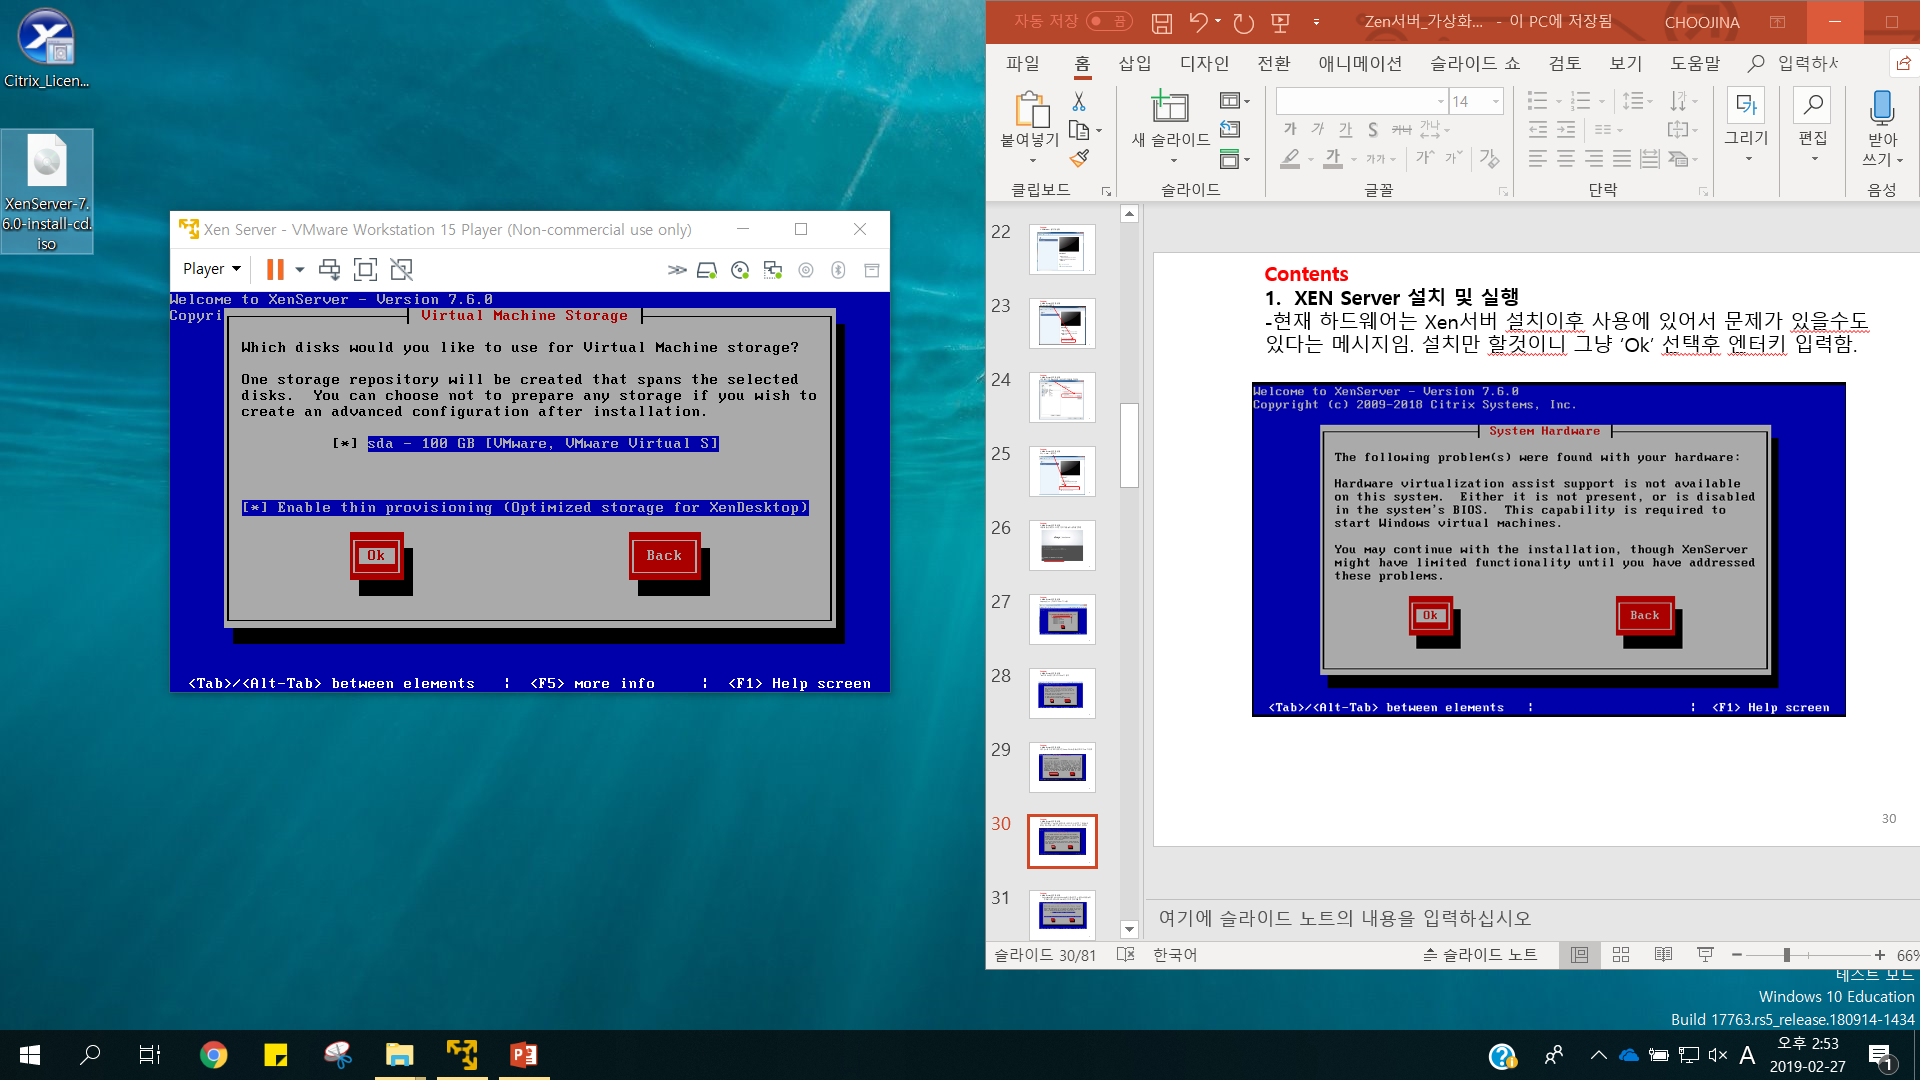 Citrix_Licen...
XenServer-7.
6.0-install-cd.
iso
Xen Server - VMware Workstation 15 Player (Non-commercial use only)
Player
Welcome to XenServer - Version 7.6.0
Copyri
Virtual Machine Storage
Which disks would you like to use for Virtual Machine storage?
One storage repository will be created that spans the selected
disks.  You can choose not to prepare any storage if you wish to
create an advanced configuration after installation.
[*] sda - 100 GB [VMware, VMware Virtual S]
[*] Enable thin provisioning (Optimized storage for XenDesktop)
Ok Back
<Tab>/<Alt-Tab> between elements ¦ <F5> more info ¦ <F1> Help screen
자동 저장 끔 Zen서버_가상화... - 이 PC에 저장됨 CHOOJINA
파일 홈 삽입 디자인 전환 애니메이션 슬라이드 쇼 검토 보기 도움말
붙여넣기
새 슬라이드
14
가 가 가 S 가나 가나
가 가가 가 가
그리기
편집
받아
쓰기
클립보드 슬라이드 글꼴 단락 음성
22
23
24
25
26
27
28
29
30
31
Contents
1. XEN Server 설치 및 실행
-현재 하드웨어는 Xen서버 설치이후 사용에 있어서 문제가 있을수도
있다는 메시지임. 설치만 할것이니 그냥 ‘Ok’ 선택후 엔터키 입력함.
Welcome to XenServer - Version 7.6.0
Copyright (c) 2009-2018 Citrix Systems, Inc.
System Hardware
The following problem(s) were found with your hardware:
Hardware virtualization assist support is not available
on this system.  Either it is not present, or is disabled
in the system's BIOS.  This capability is required to
start Windows virtual machines.
You may continue with the installation, though XenServer
might have limited functionality until you have addressed
these problems.
Ok Back
<Tab>/<Alt-Tab> between elements ¦ ¦ <F1> Help screen
30
여기에 슬라이드 노트의 내용을 입력하십시오
슬라이드 30/81 한국어 슬라이드 노트 66%
테스트 모드
Windows 10 Education
Build 17763.rs5_release.180914-1434
A
오후 2:53
2019-02-27
1